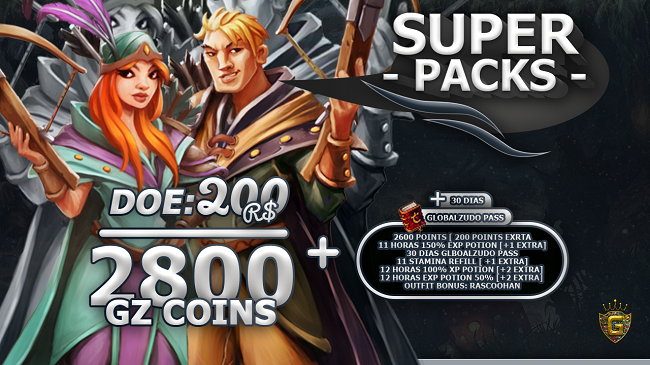 SUPER
- PACKS -
DOE: 200
R$
2800
GZ COINS
+
+ 30 DIAS
GLOBALZUDO PASS
2600 POINTS [ 200 POINTS EXRTA
11 HORAS 150% EXP POTION [+1 EXTRA]
30 DIAS GLBOALZUDO PASS
11 STAMINA REFILL [ +1 EXTRA]
12 HORAS 100% XP POTION [+2 EXTRA]
12 HORAS EXP POTION 50% [+2 EXTRA]
OUTFIT BONUS: RASCOOHAN
G